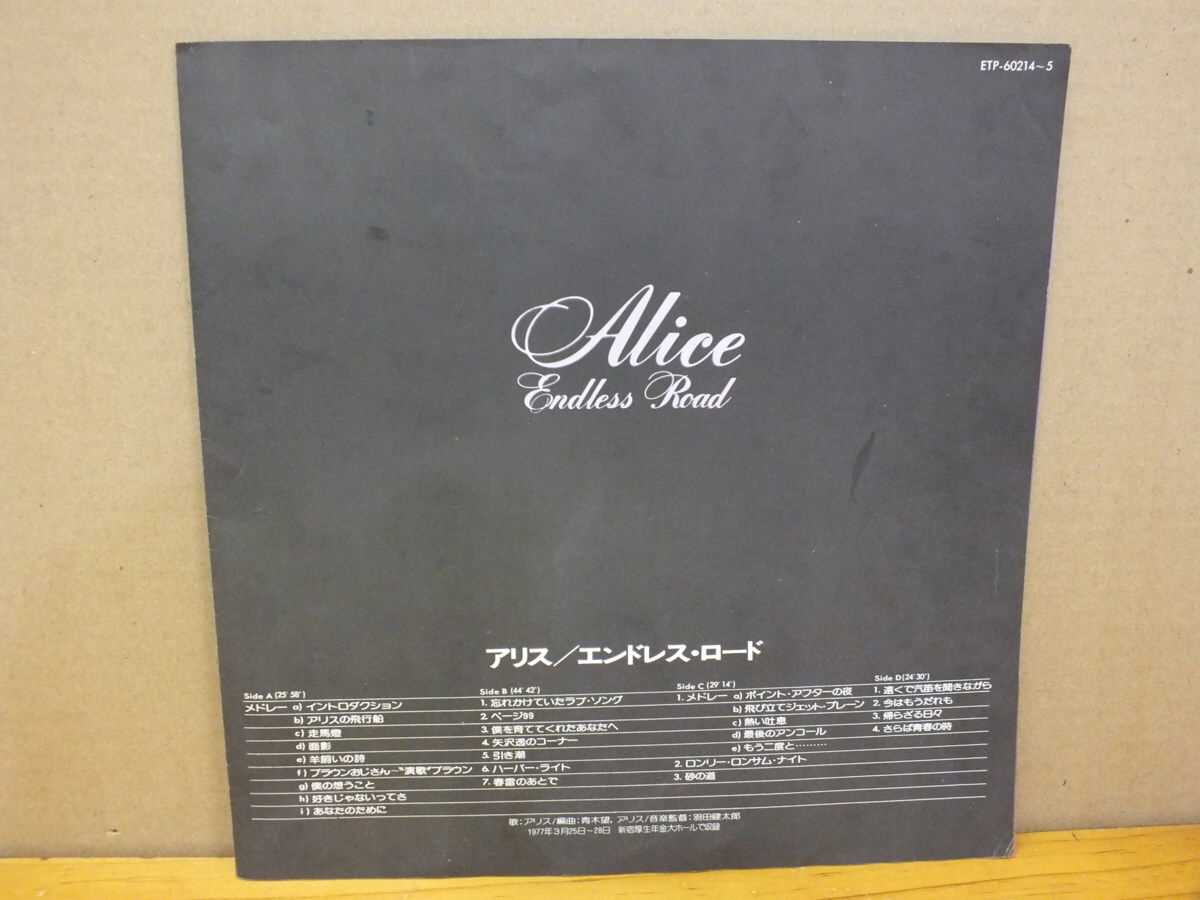 ETP-60214~5
Alice
Endless Road
アリス／エンドレス・ロード
Side A (25′58″)
メドレー a) イントロダクション
b) アリスの飛行船
c) 走馬燈
d) 面影
e) 羊飼いの詩
f) ブラウンおじさん〜“演歌”ブラウン
g) 僕の想うこと
h) 好きじゃないってさ
i) あなたのために
Side B (44′42″)
1. 忘れかけていたラブ・ソング
2. ページ99
3. 僕を育ててくれたあなたへ
4. 矢沢透のコーナー
5. 引き潮
6. ハーバー・ライト
7. 春雷のあとで
Side C (29′14″)
1. メドレー a) ポイント・アフターの夜
b) 飛び立てジェット・プレーン
c) 熱い吐息
d) 最後のアンコール
e) もう二度と………
2. ロンリー・ロンサム・ナイト
3. 砂の道
Side D (24′30″)
1. 遠くで汽笛を聞きながら
2. 今はもうだれも
3. 帰らざる日々
4. さらば青春の時
歌：アリス/編曲：青木望，アリス/音楽監督：羽田健太郎
1977年3月25日〜28日 新宿厚生年金大ホールで収録